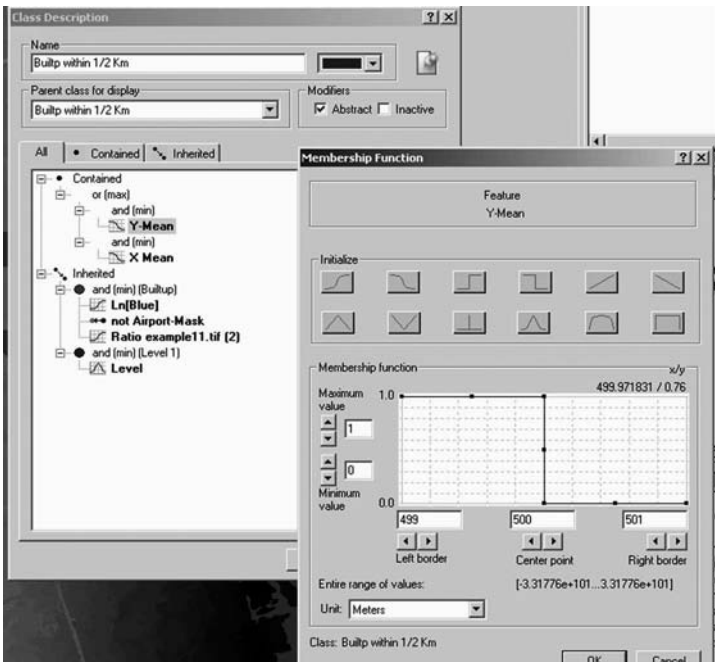 Class Description
Name
Builtp within 1/2 Km
Parent class for display
Builtp within 1/2 Km
Modifiers
Abstract
Inactive
All
Contained
Inherited
Contained
or (max)
and (min)
Y-Mean
and (min)
X Mean
Inherited
and (min) (Builtup)
Ln[Blue]
not Airport-Mask
Ratio example11.tif (2)
and (min) (Level 1)
Level
Membership Function
Feature
Y-Mean
Initialize
Membership function
x/y
499.971831 / 0.76
Maximum
value
1.0
1
0
Minimum
value
0.0
499
500
501
Left border
Center point
Right border
Entire range of values:
[-3.31776e+101...3.31776e+101]
Unit:
Meters
Class: Builtp within 1/2 Km
OK
Cancel